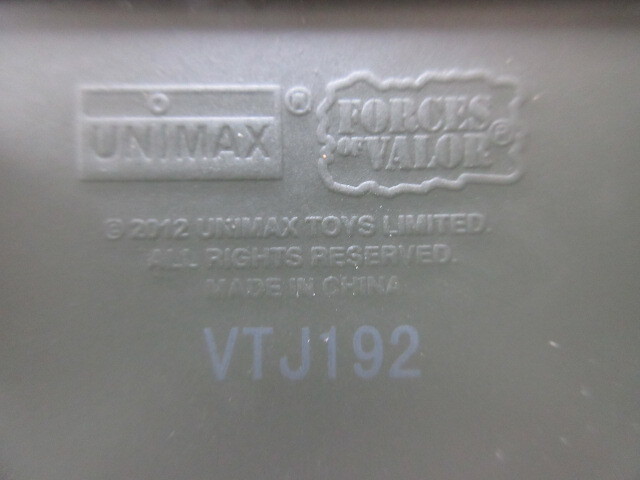 UNIMAX®
FORCES
OF VALOR®
© 2012 UNIMAX TOYS LIMITED.
ALL RIGHTS RESERVED.
MADE IN CHINA
VTJ192